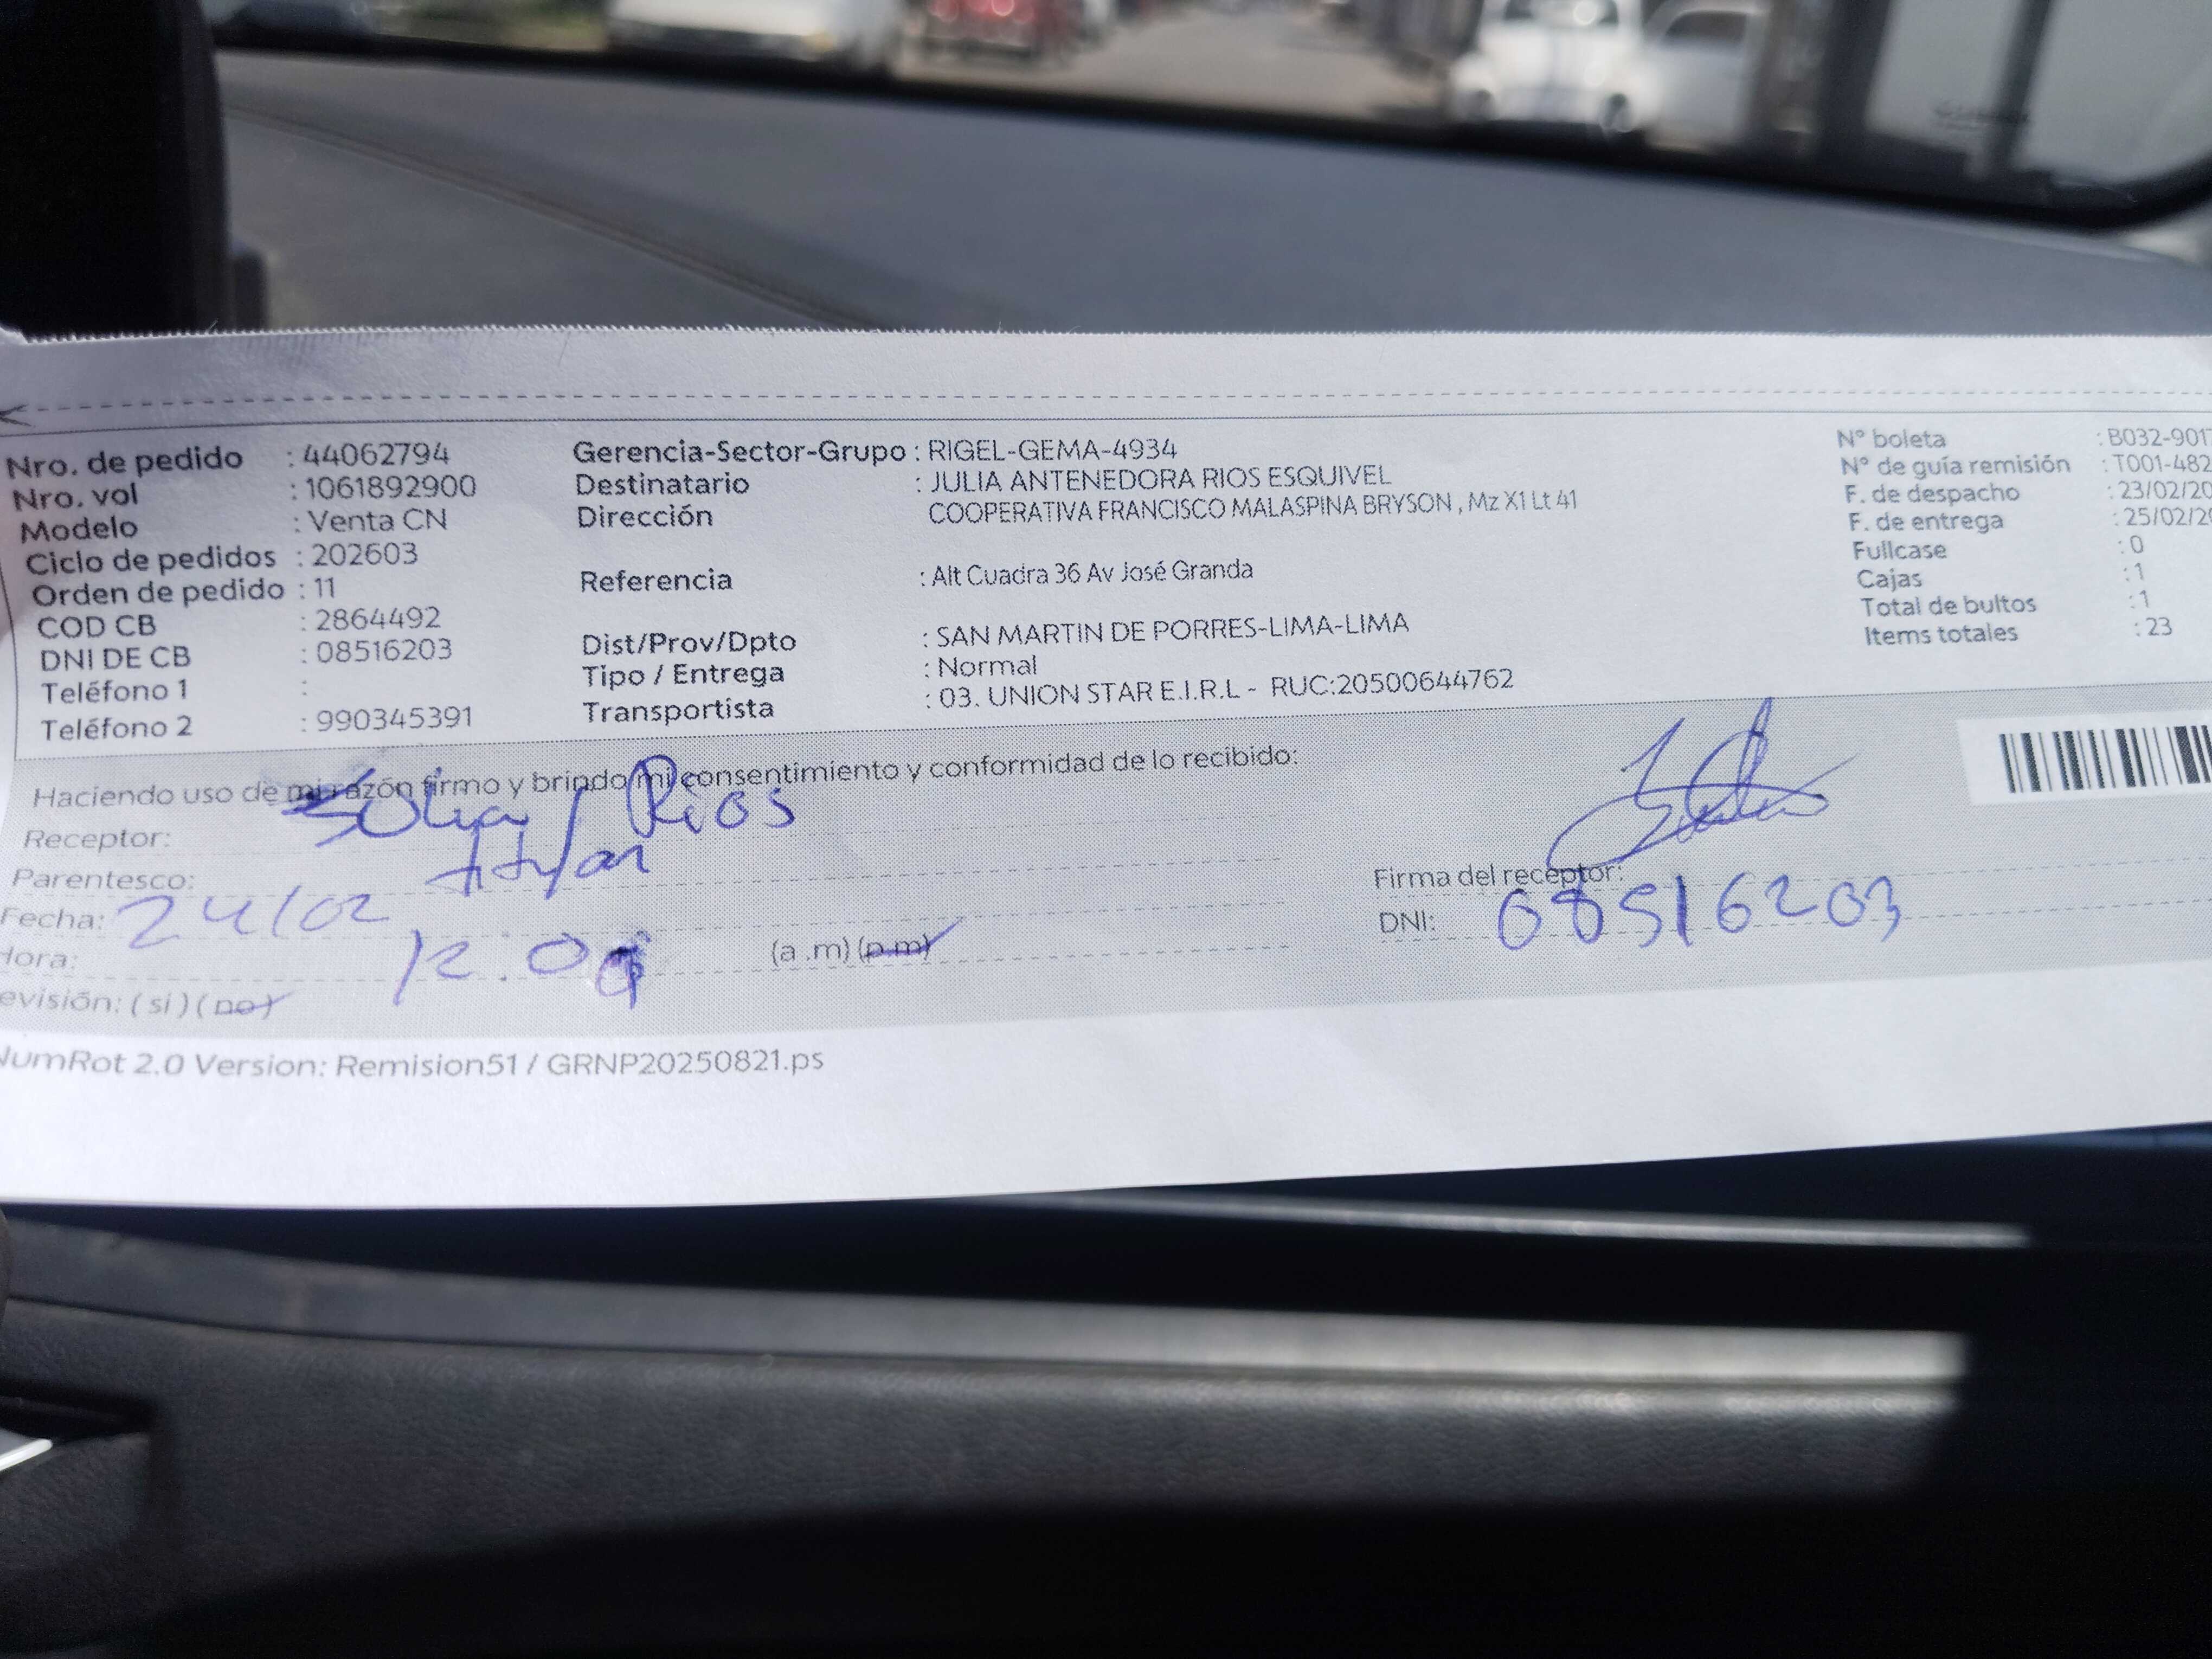 Nro. de pedido : 44062794
Nro. vol : 1061892900
Modelo : Venta CN
Ciclo de pedidos : 202603
Orden de pedido : 11
COD CB : 2864492
DNI DE CB : 08516203
Teléfono 1 :
Teléfono 2 : 990345391
Gerencia-Sector-Grupo : RIGEL-GEMA-4934
Destinatario : JULIA ANTENEDORA RIOS ESQUIVEL
Dirección COOPERATIVA FRANCISCO MALASPINA BRYSON , Mz X1 Lt 41
Referencia : Alt Cuadra 36 Av José Granda
Dist/Prov/Dpto : SAN MARTIN DE PORRES-LIMA-LIMA
Tipo / Entrega : Normal
Transportista : 03. UNION STAR E.I.R.L - RUC:20500644762
N° boleta : B032-901
N° de guía remisión : T001-482
F. de despacho : 23/02/20
F. de entrega : 25/02/2
Fullcase : 0
Cajas : 1
Total de bultos : 1
Items totales : 23
Haciendo uso de mi razón firmo y brindo mi consentimiento y conformidad de lo recibido:
Receptor: Rios
Parentesco: titular
Fecha: 24/02
Hora: (a .m) (p.m)
evisión: ( si ) ( no )
Firma del receptor:
DNI: 08516203
NumRot 2.0 Version: Remision51 / GRNP20250821.ps